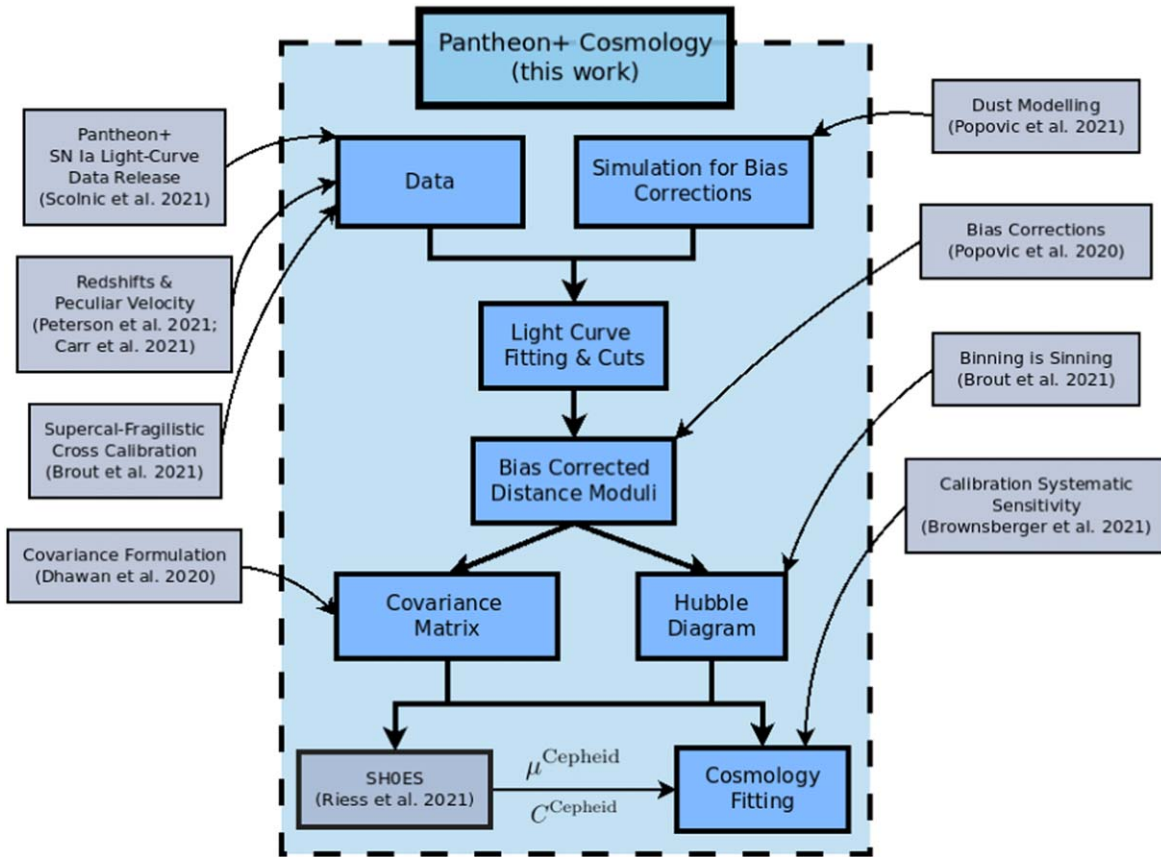 Pantheon+ Cosmology
(this work)
Pantheon+
SN Ia Light-Curve
Data Release
(Scolnic et al. 2021)
Data
Simulation for Bias
Corrections
Dust Modelling
(Popovic et al. 2021)
Redshifts &
Peculiar Velocity
(Peterson et al. 2021;
Carr et al. 2021)
Bias Corrections
(Popovic et al. 2020)
Light Curve
Fitting & Cuts
Binning is Sinning
(Brout et al. 2021)
Supercal-Fragilistic
Cross Calibration
(Brout et al. 2021)
Bias Corrected
Distance Moduli
Calibration Systematic
Sensitivity
(Brownsberger et al. 2021)
Covariance Formulation
(Dhawan et al. 2020)
Covariance
Matrix
Hubble
Diagram
SH0ES
(Riess et al. 2021)
μ^Cepheid
C^Cepheid
Cosmology
Fitting